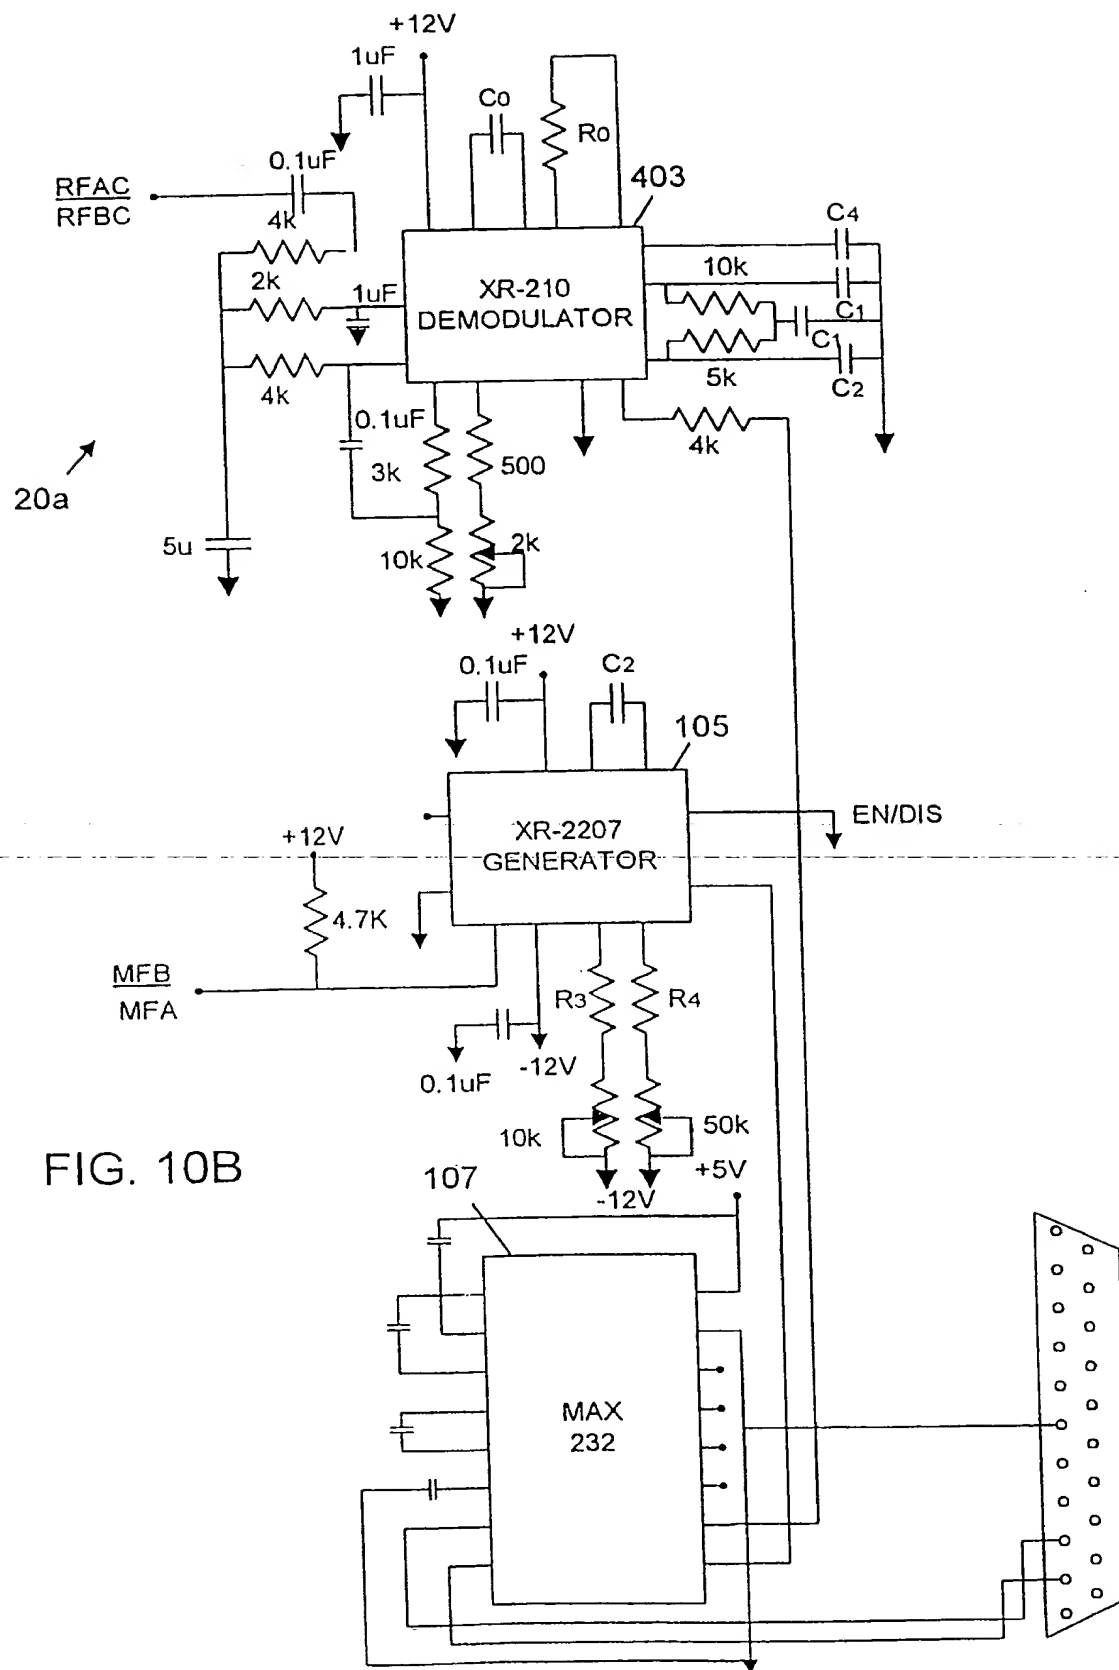 +12V
1uF
C0
R0
0.1uF
403
RFAC
RFBC
C4
4k
10k
2k
1uF
XR-210
DEMODULATOR
C1
C1
4k
5k
C2
0.1uF
4k
3k
500
20a
5u
10k
2k
+12V
0.1uF
C2
105
EN/DIS
+12V
XR-2207
GENERATOR
4.7K
MFB
MFA
R3
R4
-12V
0.1uF
10k
50k
FIG. 10B
+5V
107
-12V
MAX
232